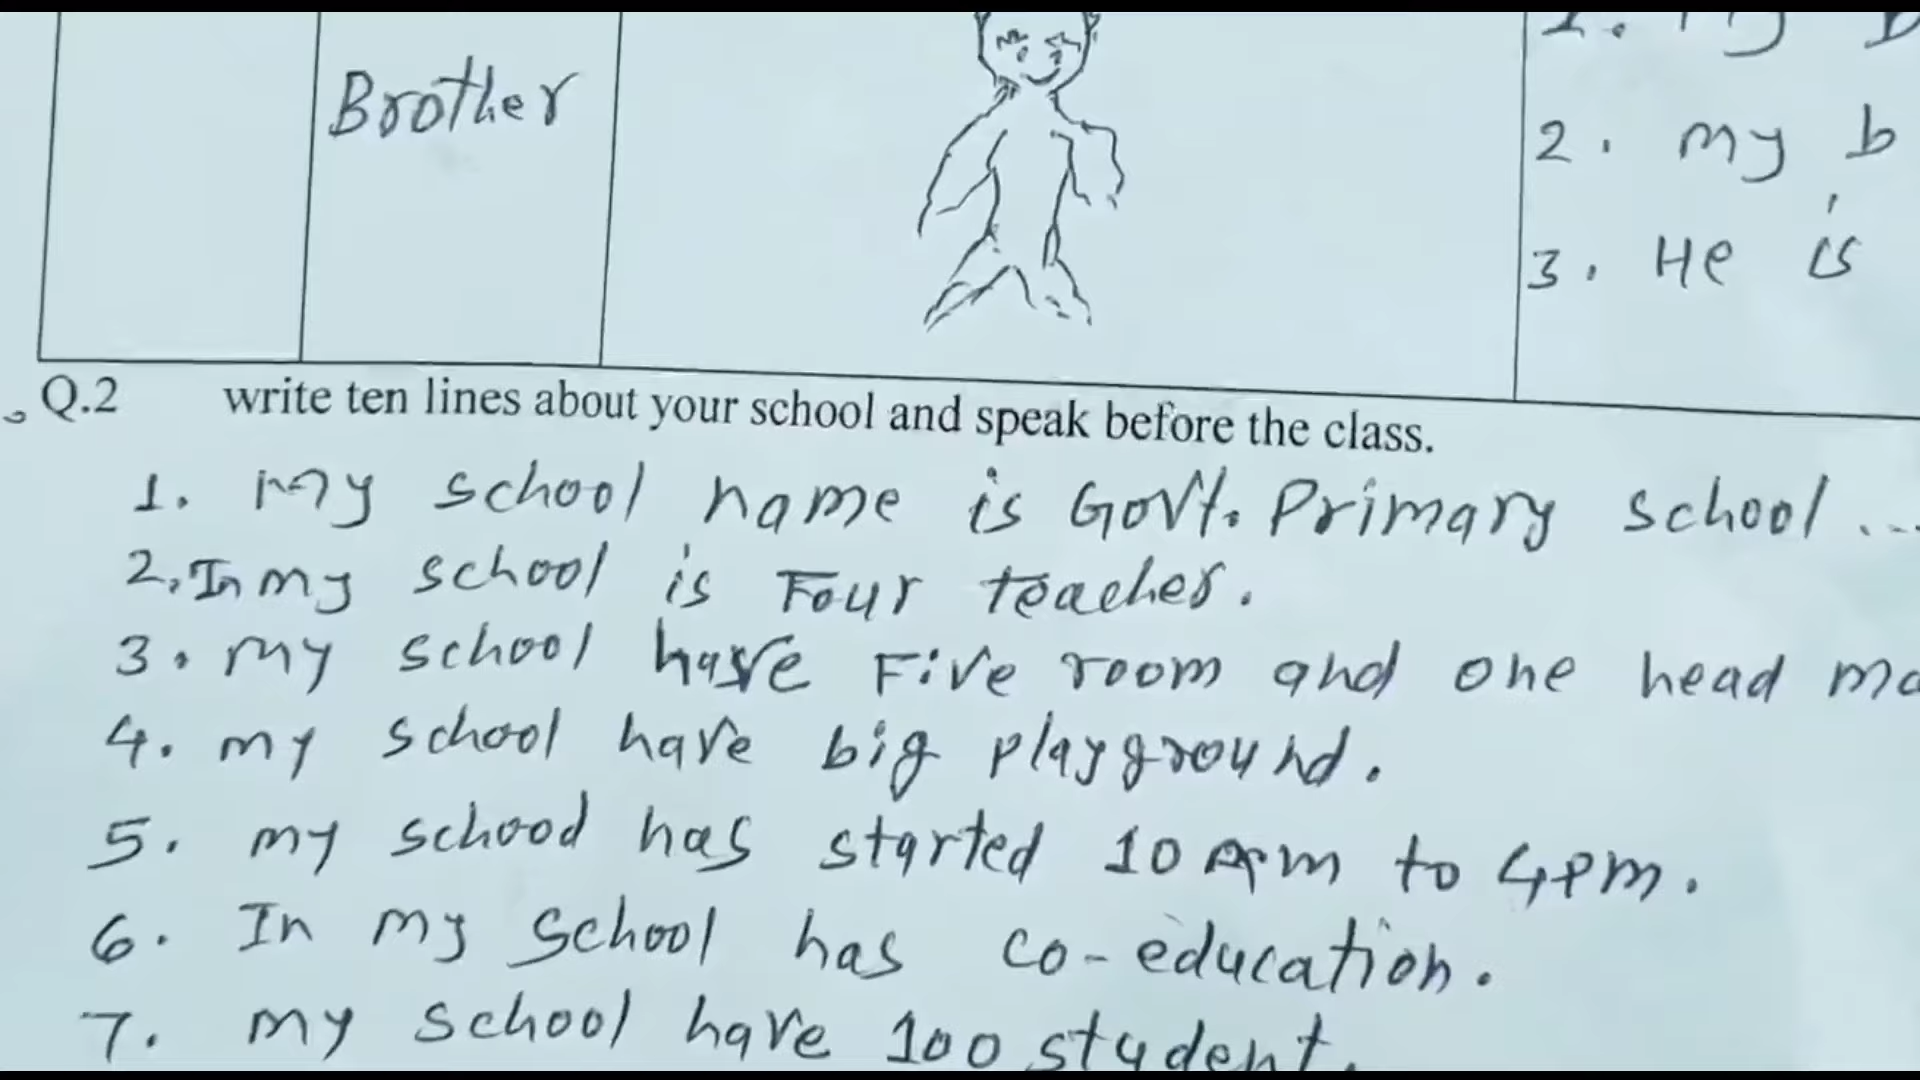 Brother
2. my b
3. He is
Q.2 write ten lines about your school and speak before the class.
1. my school name is Govt. Primary school ...
2. In my school is Four teacher.
3. my school have Five room and one head ma
4. my school have big playground.
5. my school has started 10 Am to 4 pm.
6. In my school has co-education.
7. my school have 100 student.